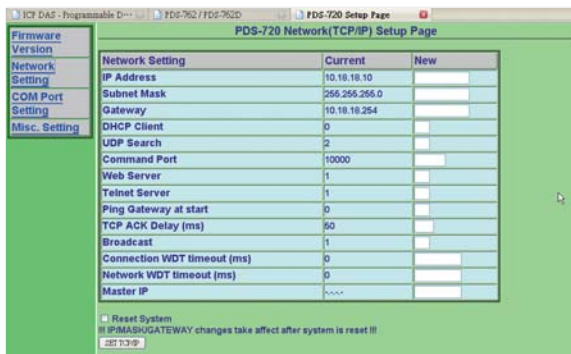 ICP DAS - Programmable D··· PDS-762 / PDS-762D PDS-720 Setup Page
Firmware
Version
Network
Setting
COM Port
Setting
Misc. Setting
PDS-720 Network(TCP/IP) Setup Page
Network Setting Current New
IP Address 10.18.18.10
Subnet Mask 255.255.255.0
Gateway 10.18.18.254
DHCP Client 0
UDP Search 2
Command Port 10000
Web Server 1
Telnet Server 1
Ping Gateway at start 0
TCP ACK Delay (ms) 50
Broadcast 1
Connection WDT timeout (ms) 0
Network WDT timeout (ms) 0
Master IP -.-.-.-
Reset System
!!! IP/MASK/GATEWAY changes take affect after system is reset !!!
SET TCP/IP